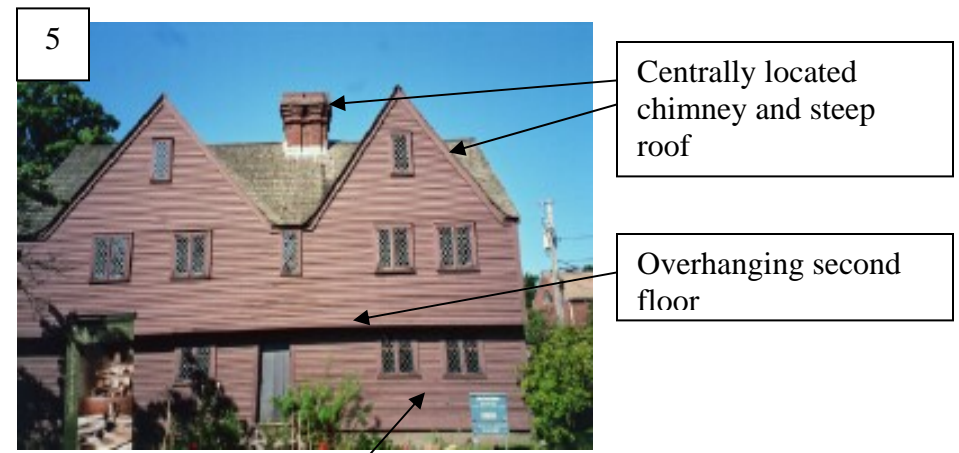 5
Centrally located
chimney and steep
roof
Overhanging second
floor